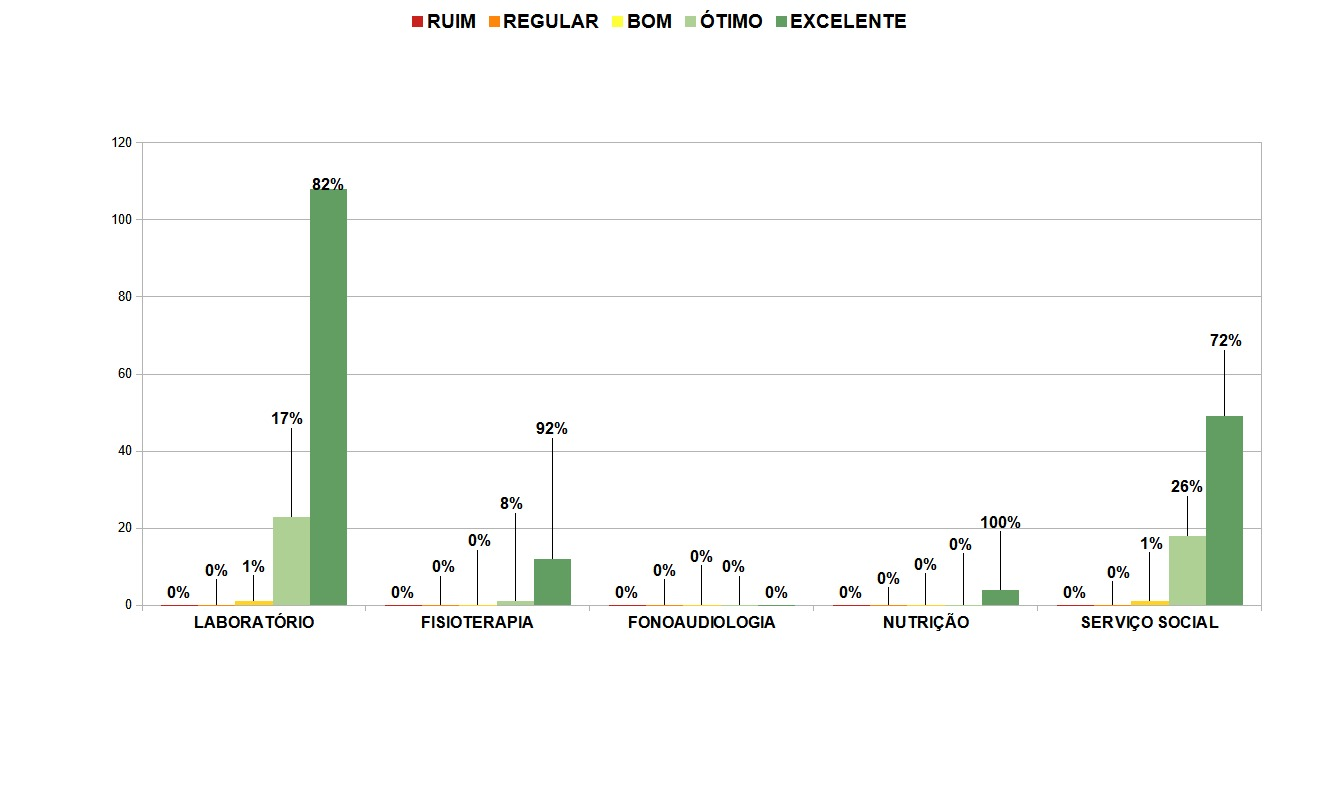 RUIM REGULAR BOM ÓTIMO EXCELENTE
120
100
80
60
40
20
0
0% 0% 1% 17% 82%
0% 0% 0% 8% 92%
0% 0% 0% 0% 0%
0% 0% 0% 0% 100%
0% 0% 1% 26% 72%
LABORATÓRIO FISIOTERAPIA FONOAUDIOLOGIA NUTRIÇÃO SERVIÇO SOCIAL